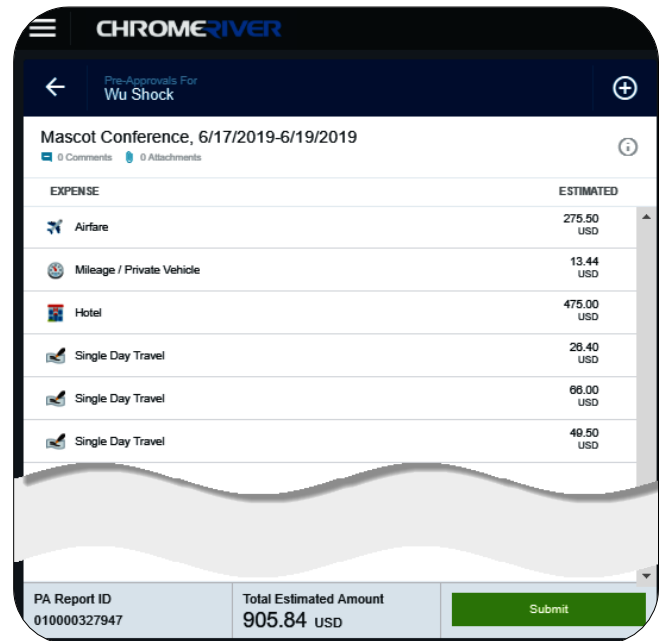 CHROMERIVER
Pre-Approvals For
Wu Shock
Mascot Conference, 6/17/2019-6/19/2019
0 Comments 0 Attachments
EXPENSE ESTIMATED
Airfare 275.50
USD
Mileage / Private Vehicle 13.44
USD
Hotel 475.00
USD
Single Day Travel 26.40
USD
Single Day Travel 66.00
USD
Single Day Travel 49.50
USD
PA Report ID Total Estimated Amount Submit
010000327947 905.84 USD